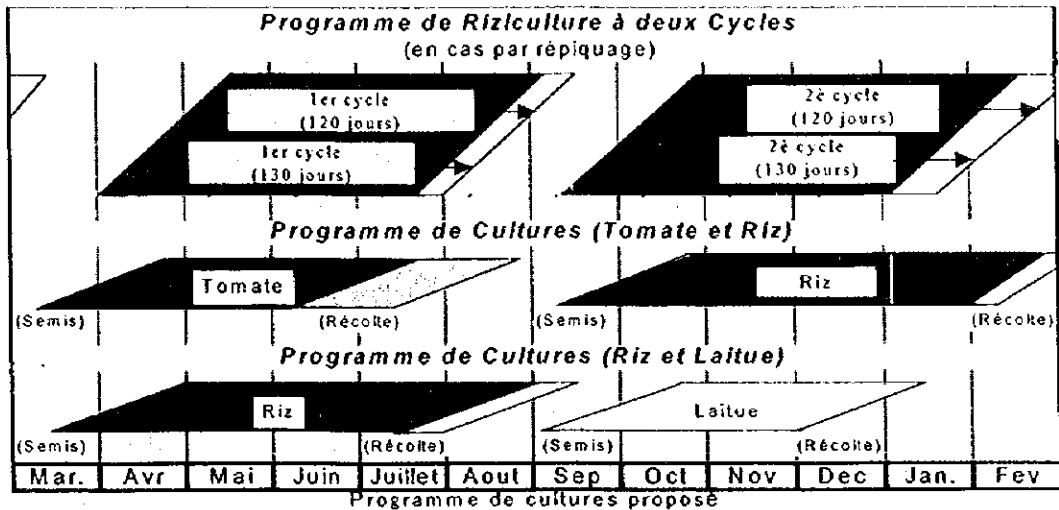 Programme de Riziculture à deux Cycles
(en cas par répiquage)
1er cycle
(120 jours)
2è cycle
(120 jours)
1er cycle
(130 jours)
2è cycle
(130 jours)
Programme de Cultures (Tomate et Riz)
Tomate
Riz
(Semis)
(Récolte)
(Semis)
(Récolte)
Programme de Cultures (Riz et Laitue)
Riz
Laitue
(Semis)
(Récolte)
(Semis)
(Récolte)
Mar. Avr Mai Juin Juillet Aout Sep Oct Nov Dec Jan. Fev
Programme de cultures proposé